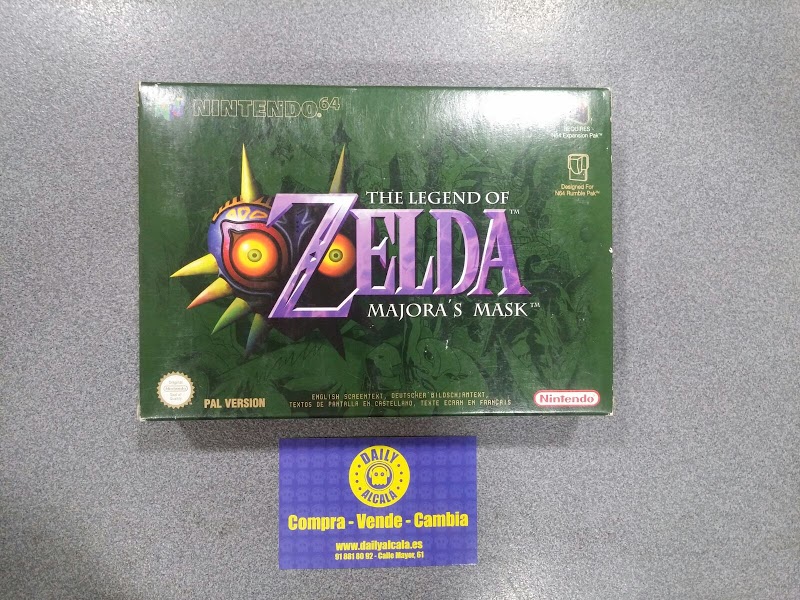 NINTENDO 64
REQUIRES
N64 Expansion Pak™
Designed For
N64 Rumble Pak™
THE LEGEND OF
ZELDA™
MAJORA'S MASK™
PAL VERSION
ENGLISH SCREENTEXT, DEUTSCHER BILDSCHIRMTEXT,
TEXTOS DE PANTALLA EN CASTELLANO, TEXTE ECRAN EN FRANÇAIS
Nintendo
DAILY
ALCALA
Compra - Vende - Cambia
www.dailyalcala.es
91 881 80 92 - Calle Mayor, 61